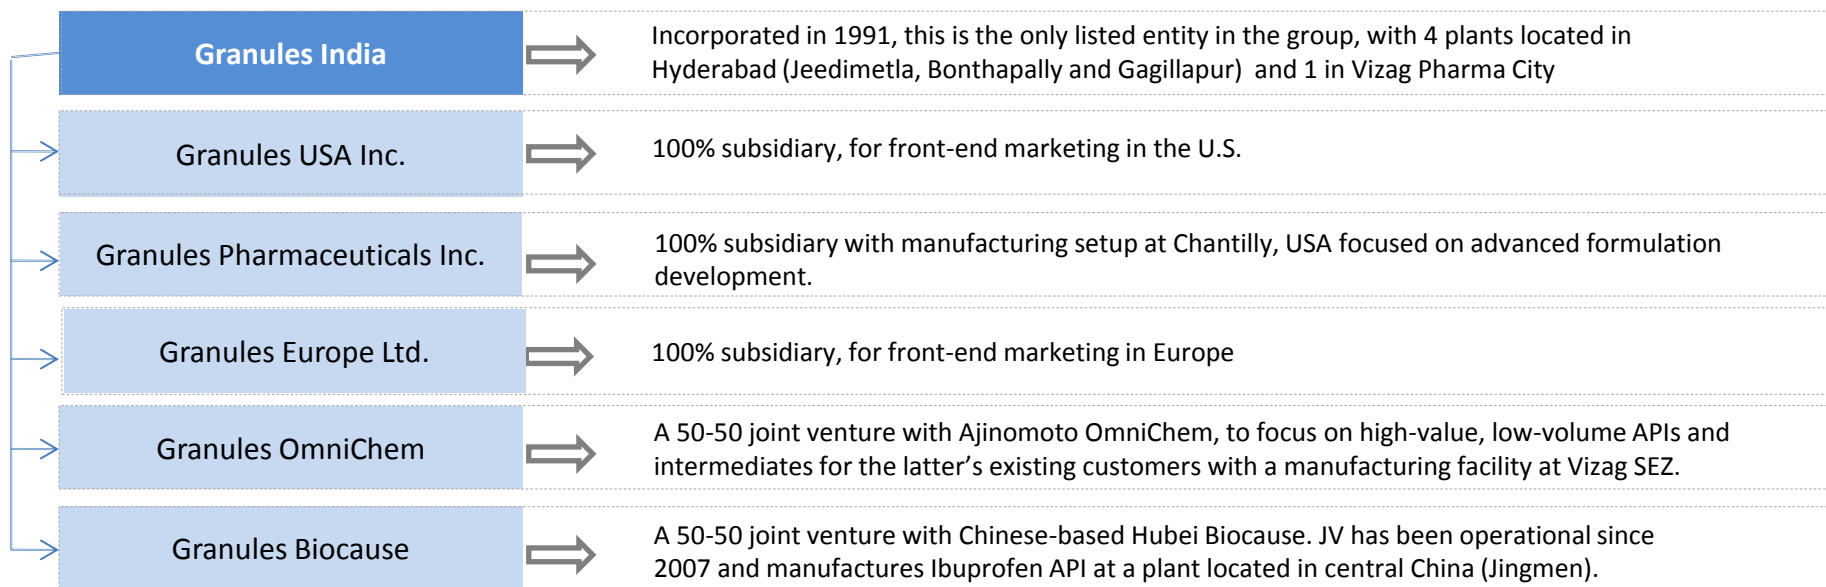 Granules India
Incorporated in 1991, this is the only listed entity in the group, with 4 plants located in
Hyderabad (Jeedimetla, Bonthapally and Gagillapur) and 1 in Vizag Pharma City
Granules USA Inc.
100% subsidiary, for front-end marketing in the U.S.
Granules Pharmaceuticals Inc.
100% subsidiary with manufacturing setup at Chantilly, USA focused on advanced formulation
development.
Granules Europe Ltd.
100% subsidiary, for front-end marketing in Europe
Granules OmniChem
A 50-50 joint venture with Ajinomoto OmniChem, to focus on high-value, low-volume APIs and
intermediates for the latter’s existing customers with a manufacturing facility at Vizag SEZ.
Granules Biocause
A 50-50 joint venture with Chinese-based Hubei Biocause. JV has been operational since
2007 and manufactures Ibuprofen API at a plant located in central China (Jingmen).